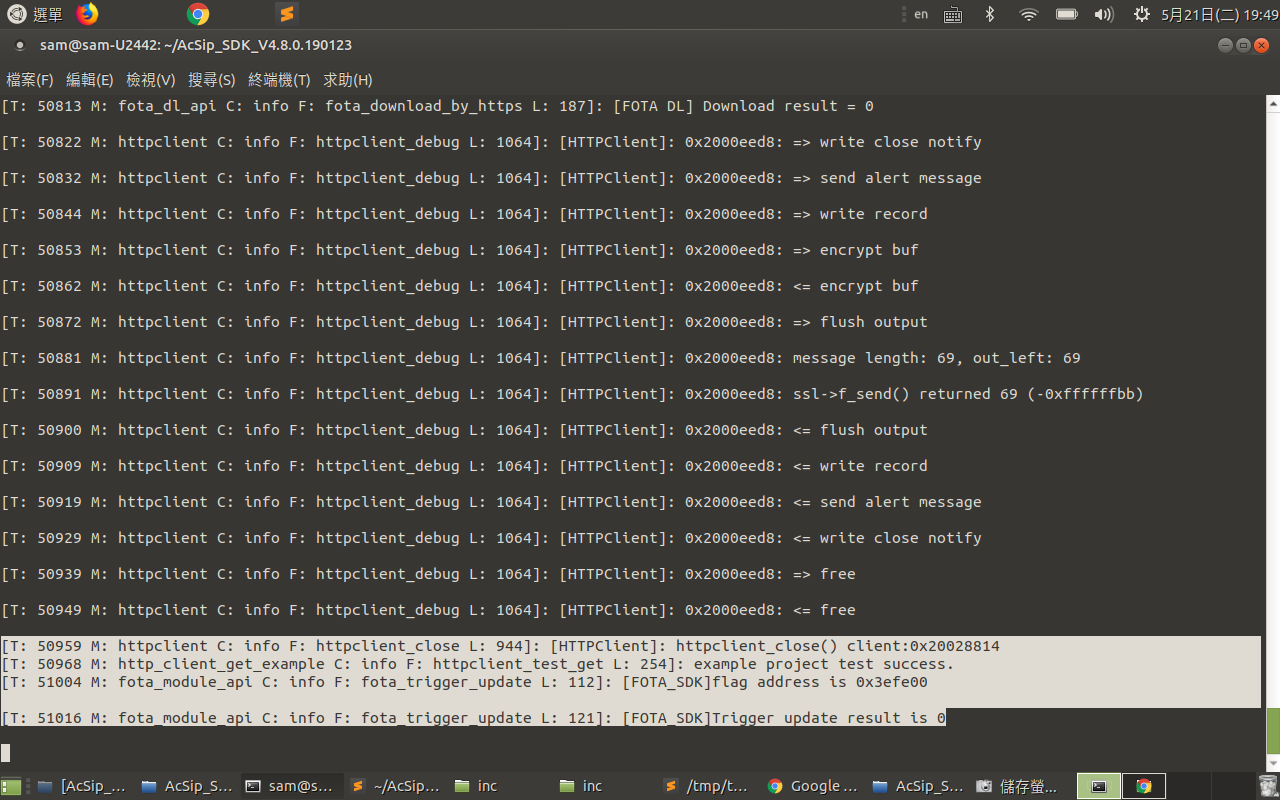 選單 en 5月21日(二) 19:49
sam@sam-U2442: ~/AcSip_SDK_V4.8.0.190123
檔案(F) 編輯(E) 檢視(V) 搜尋(S) 終端機(T) 求助(H)
[T: 50813 M: fota_dl_api C: info F: fota_download_by_https L: 187]: [FOTA DL] Download result = 0
[T: 50822 M: httpclient C: info F: httpclient_debug L: 1064]: [HTTPClient]: 0x2000eed8: => write close notify
[T: 50832 M: httpclient C: info F: httpclient_debug L: 1064]: [HTTPClient]: 0x2000eed8: => send alert message
[T: 50844 M: httpclient C: info F: httpclient_debug L: 1064]: [HTTPClient]: 0x2000eed8: => write record
[T: 50853 M: httpclient C: info F: httpclient_debug L: 1064]: [HTTPClient]: 0x2000eed8: => encrypt buf
[T: 50862 M: httpclient C: info F: httpclient_debug L: 1064]: [HTTPClient]: 0x2000eed8: <= encrypt buf
[T: 50872 M: httpclient C: info F: httpclient_debug L: 1064]: [HTTPClient]: 0x2000eed8: => flush output
[T: 50881 M: httpclient C: info F: httpclient_debug L: 1064]: [HTTPClient]: 0x2000eed8: message length: 69, out_left: 69
[T: 50891 M: httpclient C: info F: httpclient_debug L: 1064]: [HTTPClient]: 0x2000eed8: ssl->f_send() returned 69 (-0xffffffbb)
[T: 50900 M: httpclient C: info F: httpclient_debug L: 1064]: [HTTPClient]: 0x2000eed8: <= flush output
[T: 50909 M: httpclient C: info F: httpclient_debug L: 1064]: [HTTPClient]: 0x2000eed8: <= write record
[T: 50919 M: httpclient C: info F: httpclient_debug L: 1064]: [HTTPClient]: 0x2000eed8: <= send alert message
[T: 50929 M: httpclient C: info F: httpclient_debug L: 1064]: [HTTPClient]: 0x2000eed8: <= write close notify
[T: 50939 M: httpclient C: info F: httpclient_debug L: 1064]: [HTTPClient]: 0x2000eed8: => free
[T: 50949 M: httpclient C: info F: httpclient_debug L: 1064]: [HTTPClient]: 0x2000eed8: <= free
[T: 50959 M: httpclient C: info F: httpclient_close L: 944]: [HTTPClient]: httpclient_close() client:0x20028814
[T: 50968 M: http_client_get_example C: info F: httpclient_test_get L: 254]: example project test success.
[T: 51004 M: fota_module_api C: info F: fota_trigger_update L: 112]: [FOTA_SDK]flag address is 0x3efe00
[T: 51016 M: fota_module_api C: info F: fota_trigger_update L: 121]: [FOTA_SDK]Trigger update result is 0
[AcSip_... AcSip_S... sam@s... ~/AcSip... inc inc /tmp/t... Google ... AcSip_S... 儲存螢...